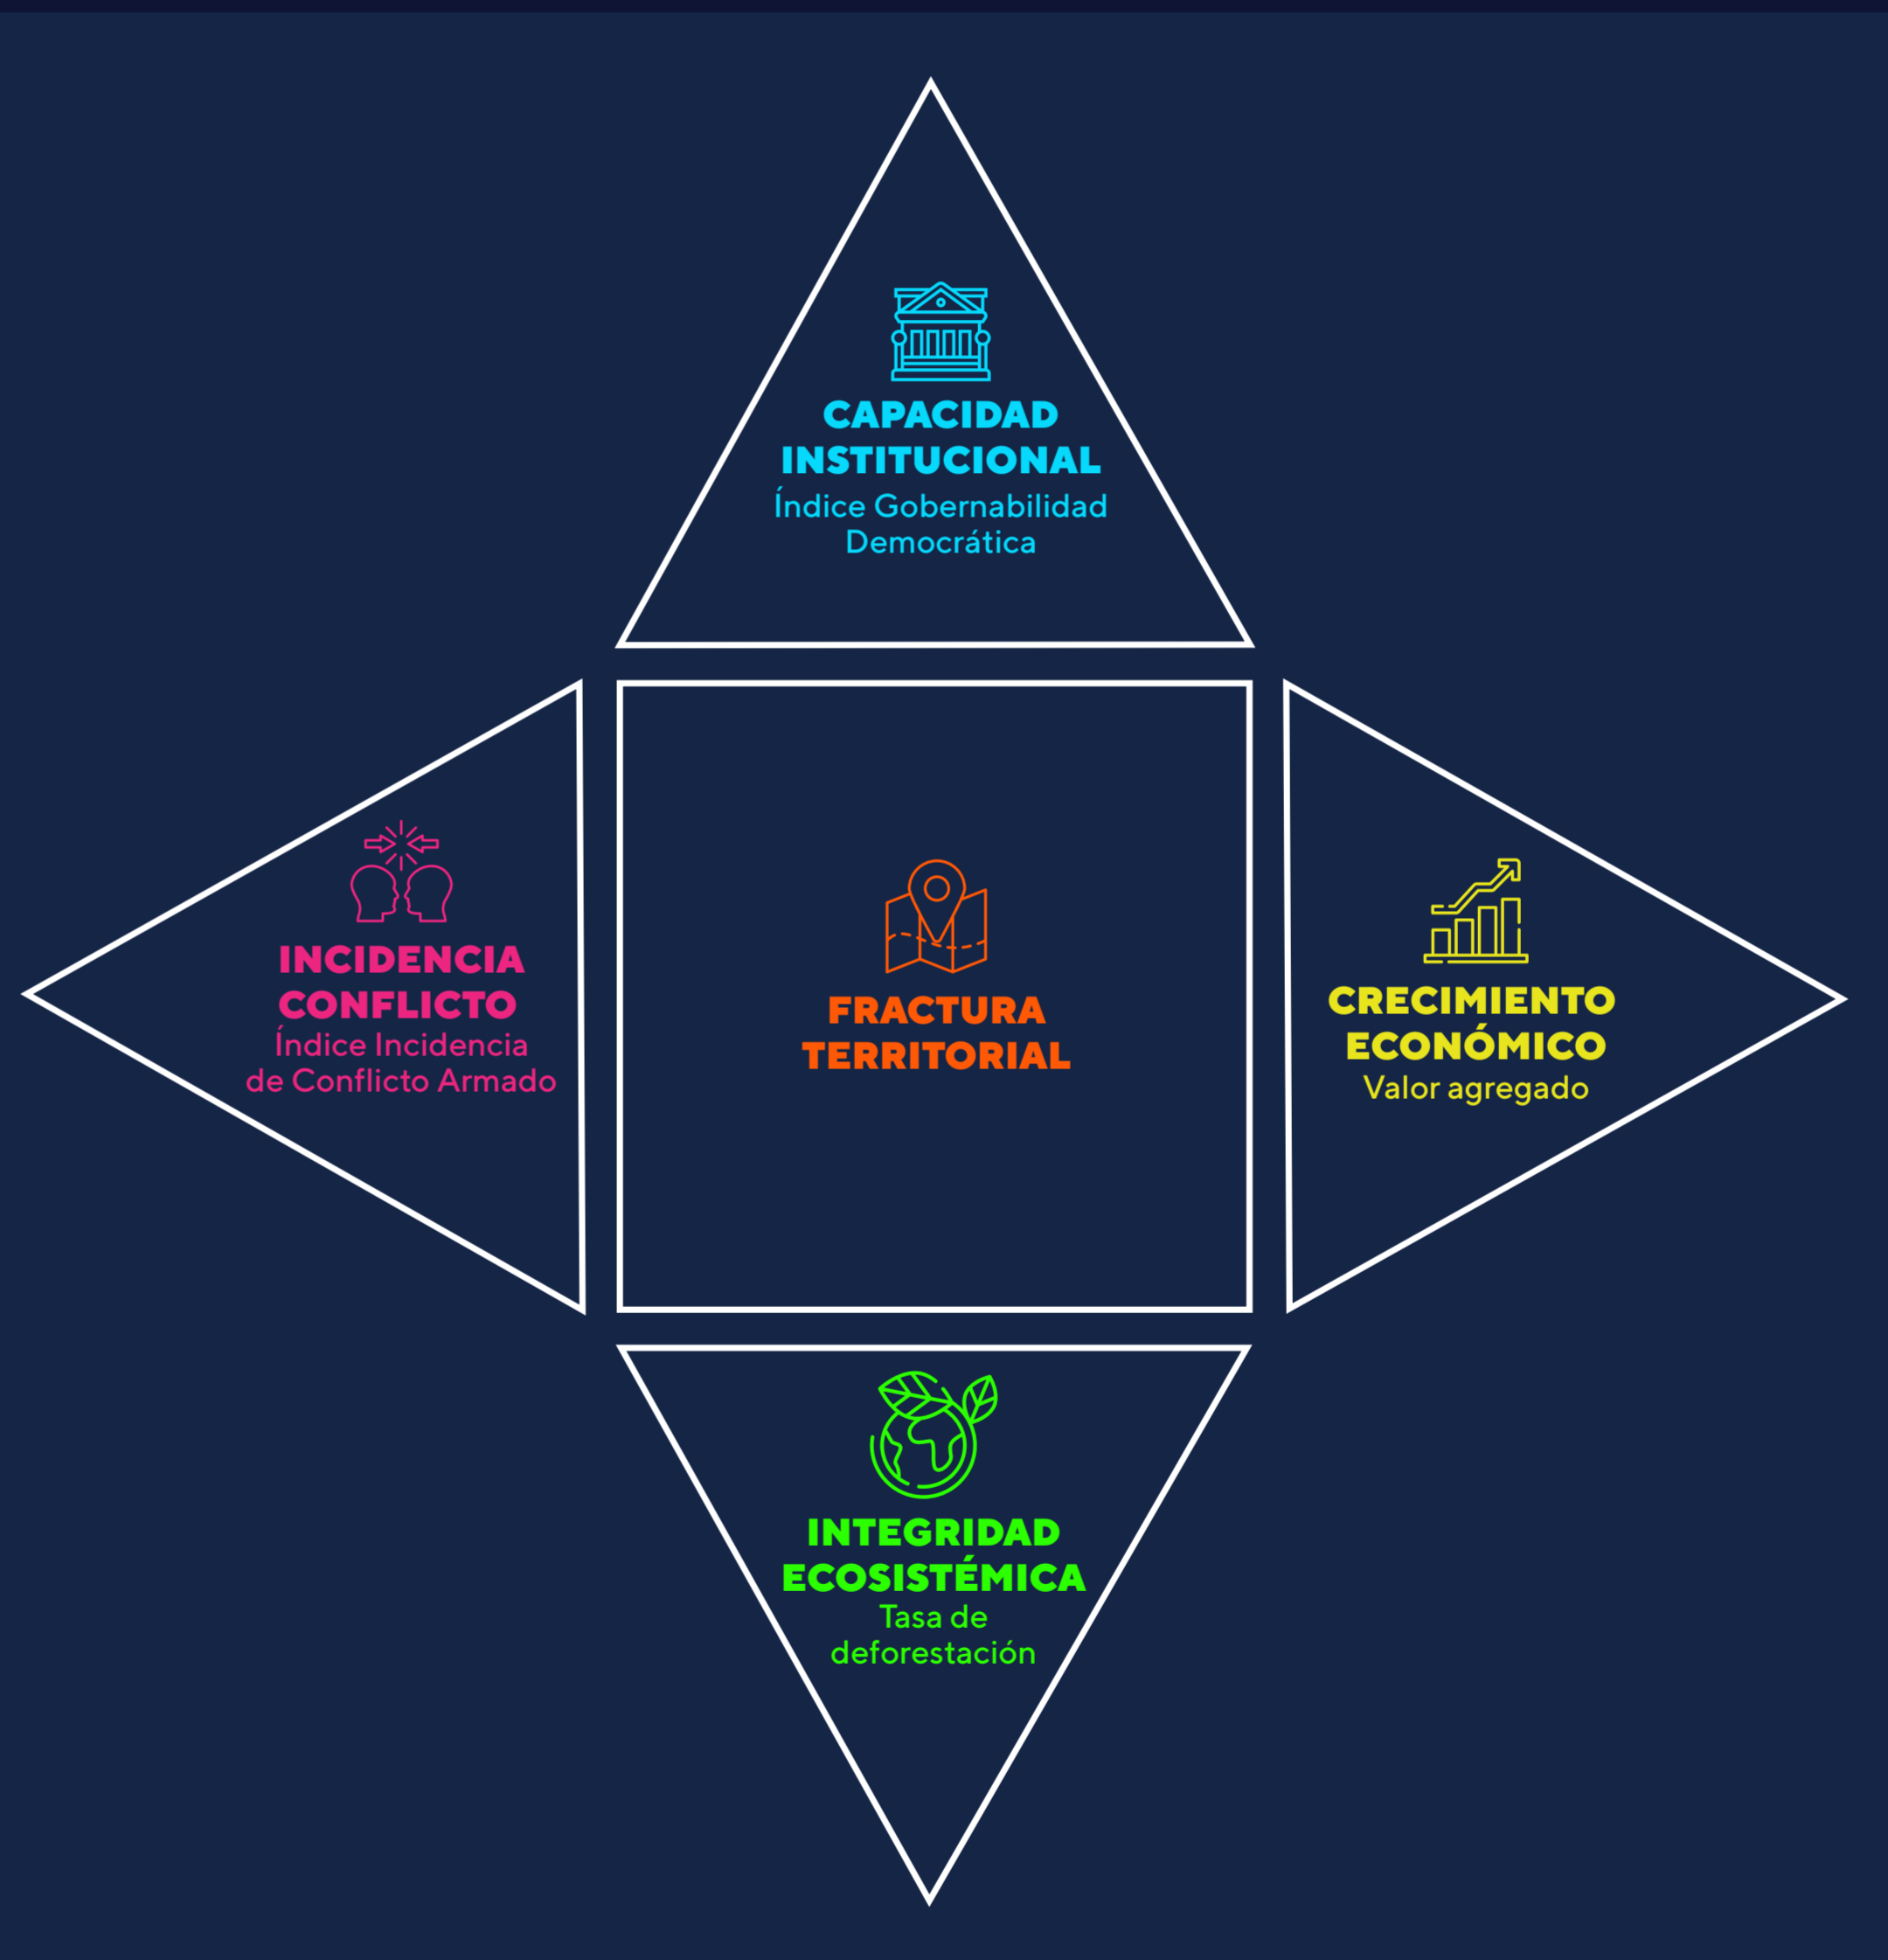 CAPACIDAD
INSTITUCIONAL
Índice Gobernabilidad
Democrática
INCIDENCIA
CONFLICTO
Índice Incidencia
de Conflicto Armado
FRACTURA
TERRITORIAL
CRECIMIENTO
ECONÓMICO
Valor agregado
INTEGRIDAD
ECOSISTÉMICA
Tasa de
deforestación